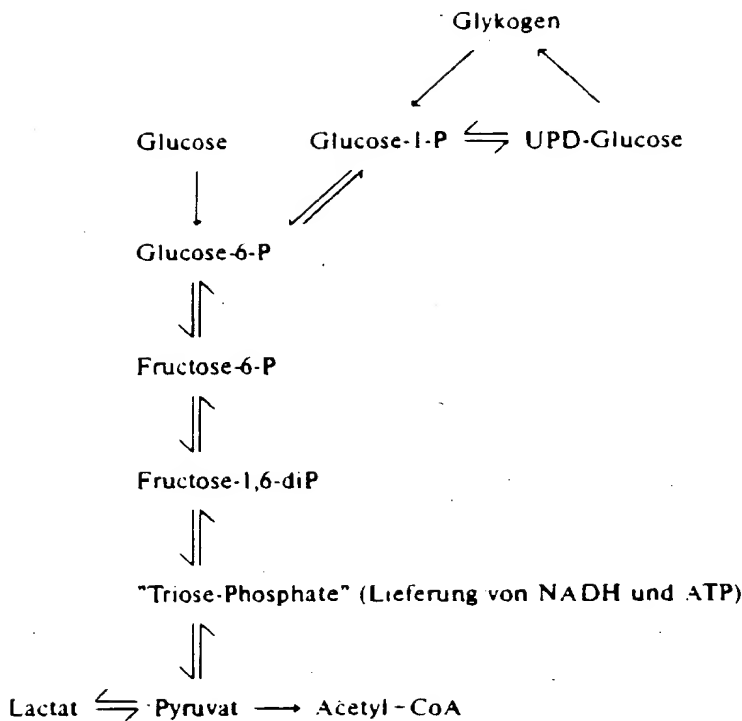 Glykogen
Glucose Glucose-1-P UPD-Glucose
Glucose-6-P
Fructose-6-P
Fructose-1,6-diP
"Triose-Phosphate" (Lieferung von NADH und ATP)
Lactat Pyruvat Acetyl-CoA